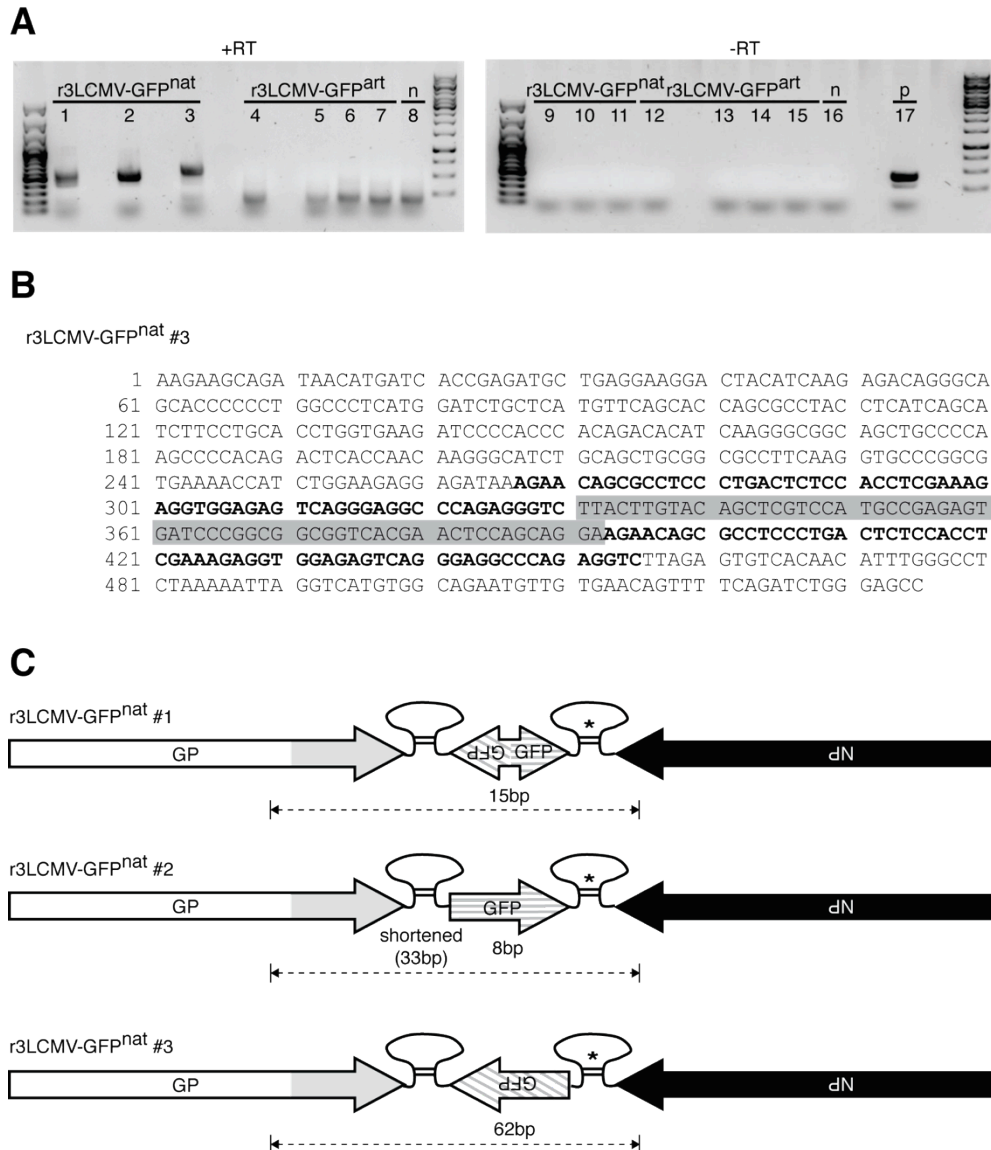 A
+RT
-RT
r3LCMV-GFPnat r3LCMV-GFPart n
1 2 3 4 5 6 7 8
r3LCMV-GFPnat r3LCMV-GFPart n p
9 10 11 12 13 14 15 16 17
B
r3LCMV-GFPnat #3
1 AAGAAGCAGA TAACATGATC ACCGAGATGC TGAGGAAGGA CTACATCAAG AGACAGGGCA
61 GCACCCCCCT GGCCCTCATG GATCTGCTCA TGTTCAGCAC CAGCGCCTAC CTCATCAGCA
121 TCTTCCTGCA CCTGGTGAAG ATCCCCACCC ACAGACACAT CAAGGGCGGC AGCTGCCCCA
181 AGCCCCACAG ACTCACCAAC AAGGGCATCT GCAGCTGCGG CGCCTTCAAG GTGCCCGGCG
241 TGAAAACCAT CTGGAAGAGG AGATAAAGAA CAGCGCCTCC CTGACTCTCC ACCTCGAAAG
301 AGGTGGAGAG TCAGGGAGGC CCAGAGGGTC TTACTTGTAC AGCTCGTCCA TGCCGAGAGT
361 GATCCCGGCG GCGGTCACGA ACTCCAGCAG GAAGAACAGC GCCTCCCTGA CTCTCCACCT
421 CGAAAGAGGT GGAGAGTCAG GGAGGCCCAG AGGTCTTAGA GTGTCACAAC ATTTGGGCCT
481 CTAAAAATTA GGTCATGTGG CAGAATGTTG TGAACAGTTT TCAGATCTGG GAGCC
C
r3LCMV-GFPnat #1
GP GFP GFP * NP
15bp
r3LCMV-GFPnat #2
GP GFP * NP
shortened
(33bp)
8bp
r3LCMV-GFPnat #3
GP GFP * NP
62bp